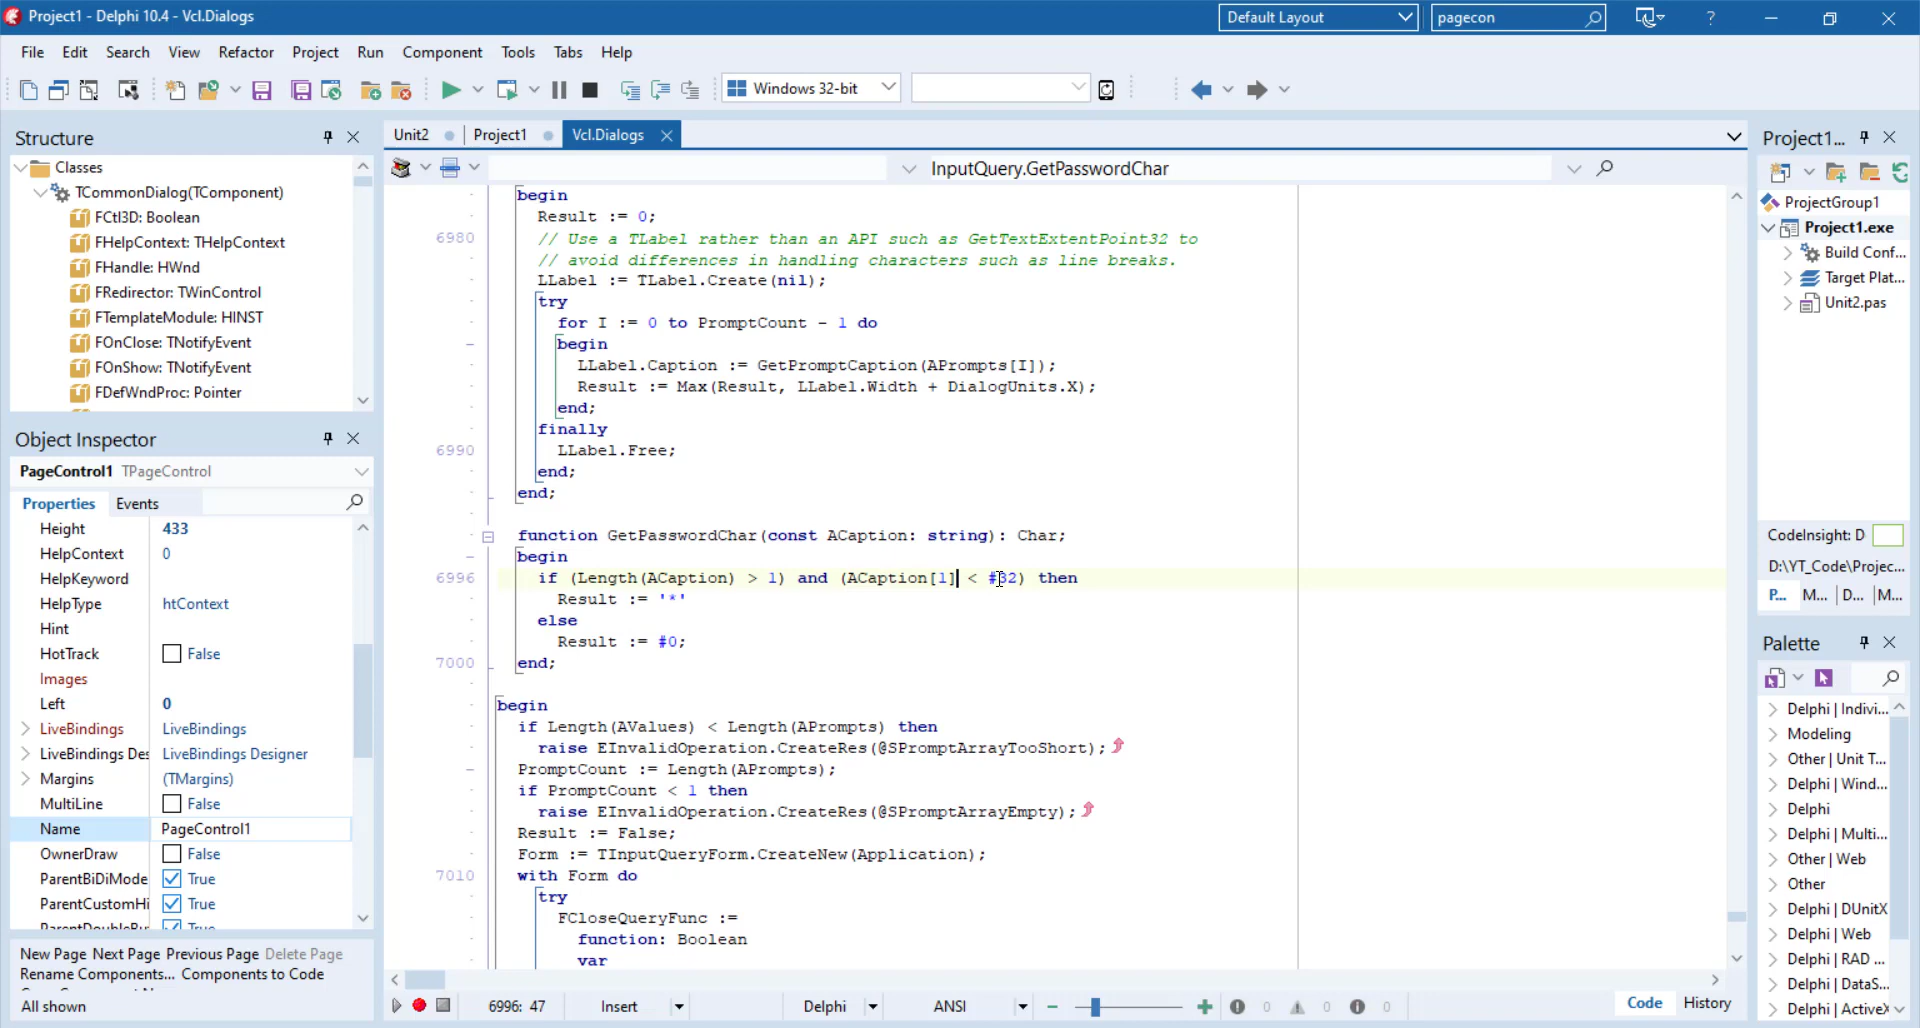 Project1 - Delphi 10.4 - Vcl.Dialogs
Default Layout
pagecon
?
File Edit Search View Refactor Project Run Component Tools Tabs Help
Windows 32-bit
Structure
Classes
TCommonDialog(TComponent)
FCtl3D: Boolean
FHelpContext: THelpContext
FHandle: HWnd
FRedirector: TWinControl
FTemplateModule: HINST
FOnClose: TNotifyEvent
FOnShow: TNotifyEvent
FDefWndProc: Pointer
Object Inspector
PageControl1 TPageControl
Properties Events
Height 433
HelpContext 0
HelpKeyword
HelpType htContext
Hint
HotTrack False
Images
Left 0
LiveBindings LiveBindings
LiveBindings Des LiveBindings Designer
Margins (TMargins)
MultiLine False
Name PageControl1
OwnerDraw False
ParentBiDiMode True
ParentCustomHi True
ParentDoubleBu True
New Page Next Page Previous Page Delete Page
Rename Components... Components to Code
All shown
Unit2 Project1 Vcl.Dialogs
InputQuery.GetPasswordChar
begin
Result := 0;
6980 // Use a TLabel rather than an API such as GetTextExtentPoint32 to
// avoid differences in handling characters such as line breaks.
LLabel := TLabel.Create(nil);
try
for I := 0 to PromptCount - 1 do
begin
LLabel.Caption := GetPromptCaption(APrompts[I]);
Result := Max(Result, LLabel.Width + DialogUnits.X);
end;
finally
6990 LLabel.Free;
end;
end;
function GetPasswordChar(const ACaption: string): Char;
begin
6996 if (Length(ACaption) > 1) and (ACaption[1] < #32) then
Result := '*'
else
Result := #0;
7000 end;
begin
if Length(AValues) < Length(APrompts) then
raise EInvalidOperation.CreateRes(@SPromptArrayTooShort);
PromptCount := Length(APrompts);
if PromptCount < 1 then
raise EInvalidOperation.CreateRes(@SPromptArrayEmpty);
Result := False;
Form := TInputQueryForm.CreateNew(Application);
7010 with Form do
try
FCloseQueryFunc :=
function: Boolean
var
6996: 47 Insert Delphi ANSI 0 0 0
Code History
Project1...
ProjectGroup1
Project1.exe
Build Conf...
Target Plat...
Unit2.pas
CodeInsight: D
D:\YT_Code\Projec...
P... M... D... M...
Palette
Delphi | Indivi...
Modeling
Other | Unit T...
Delphi | Wind...
Delphi
Delphi | Multi...
Other | Web
Other
Delphi | DUnitX
Delphi | Web
Delphi | RAD ...
Delphi | DataS...
Delphi | ActiveX